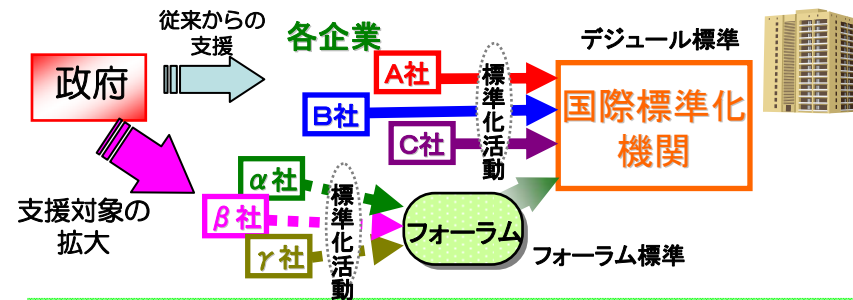 従来からの
支援
各企業
デジュール標準
政府
A社
B社
C社
標準化活動
国際標準化
機関
α社
β社
γ社
標準化活動
支援対象の
拡大
フォーラム
フォーラム標準